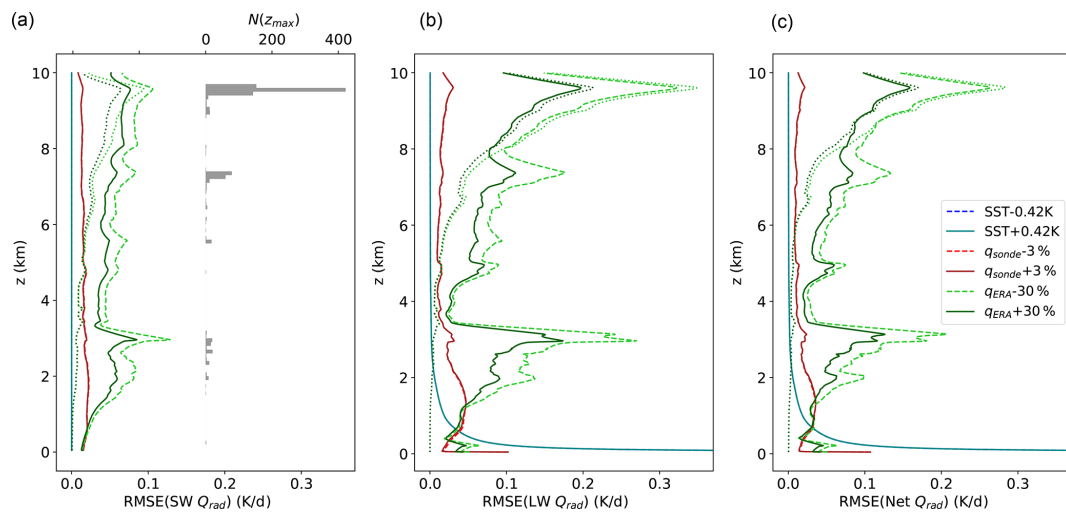 (a)
N(z_max)
(b)
(c)
0 200 400
10
8
6
4
2
0
z (km)
0.0 0.1 0.2 0.3
RMSE(SW Q_rad) (K/d)
10
8
6
4
2
0
z (km)
0.0 0.1 0.2 0.3
RMSE(LW Q_rad) (K/d)
10
8
6
4
2
0
z (km)
SST-0.42K
SST+0.42K
q_sonde-3 %
q_sonde+3 %
q_ERA-30 %
q_ERA+30 %
0.0 0.1 0.2 0.3
RMSE(Net Q_rad) (K/d)